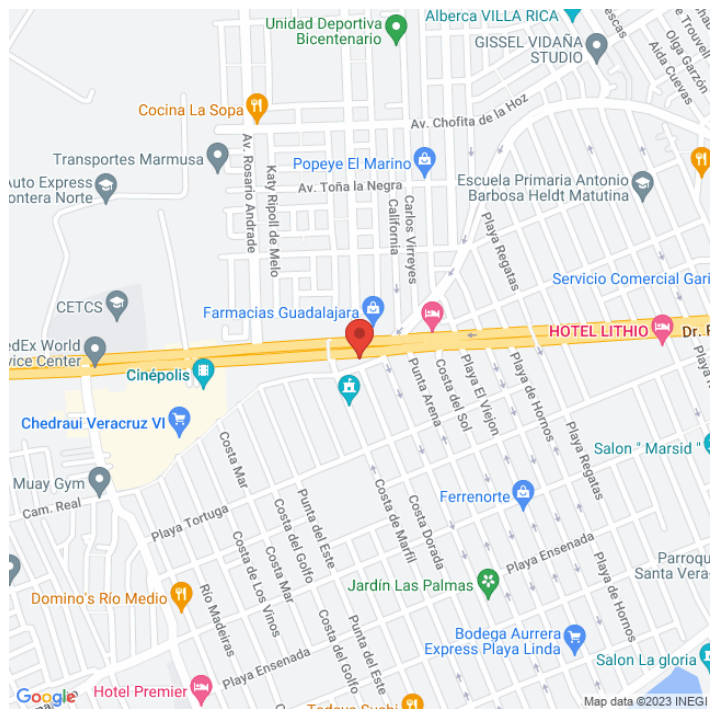 Alberca VILLA RICA
Unidad Deportiva
Bicentenario
GISSEL VIDAÑA
STUDIO
Olga Garzón
Aida Cuevas
Cocina La Sopa
Av. Chofita de la Hoz
Transportes Marmusa
Popeye El Marino
Av. Rosario Andrade
Katy Ripoll de Melo
Auto Express
ontera Norte
Av. Toña la Negra
California
Carlos Virreyes
Escuela Primaria Antonio
Barbosa Heldt Matutina
Playa Regatas
Servicio Comercial Gari
CETCS
Farmacias Guadalajara
HOTEL LITHIO
edEx World
vice Center
Cinépolis
Punta Arena
Costa del Sol
Playa El Viejon
Playa de Hornos
Chedraui Veracruz VI
Costa Mar
Playa Regatas
Salon " Marsid "
Muay Gym
Cam. Real
Playa Tortuga
Punta del Este
Costa de Marfil
Costa Dorada
Ferrenorte
Costa del Golfo
Costa Mar
Costa de Los Vinos
Playa Ensenada
Playa de Hornos
Parroqu
Santa Vera-
Domino's Río Medio
Río Madeiras
Jardín Las Palmas
Costa del Golfo
Punta del Este
Bodega Aurrera
Express Playa Linda
Playa Ensenada
Salon La gloria
Hotel Premier
Google
Map data ©2023 INEGI